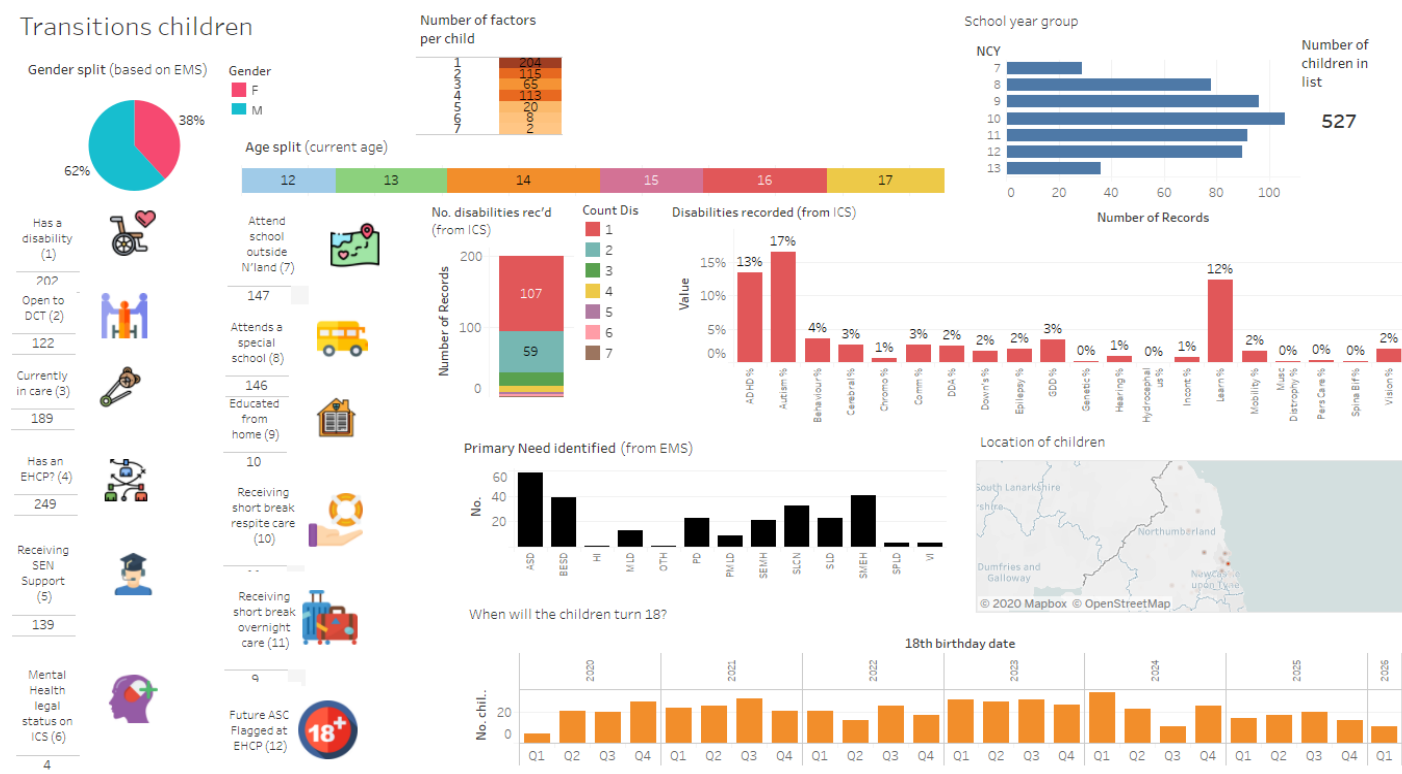 Transitions children
Gender split (based on EMS)
38%
62%
Gender
F
M
Number of factors
per child
1 204
2 115
3 65
4 113
5 20
6 8
7 2
School year group
NCY
7
8
9
10
11
12
13
0 20 40 60 80 100
Number of Records
Number of
children in
list
527
Age split (current age)
12 13 14 15 16 17
Has a
disability
(1)
202
Open to
DCT (2)
122
Currently
in care (3)
189
Has an
EHCP? (4)
249
Receiving
SEN
Support
(5)
139
Mental
Health
legal
status on
ICS (6)
4
Attend
school
outside
N'land (7)
147
Attends a
special
school (8)
146
Educated
from
home (9)
10
Receiving
short break
respite care
(10)
Receiving
short break
overnight
care (11)
9
Future ASC
Flagged at
EHCP (12)
18+
No. disabilities rec'd
(from ICS)
Number of Records
200
100
0
107
59
Count Dis
1
2
3
4
5
6
7
Disabilities recorded (from ICS)
Value
15%
10%
5%
0%
13% 17% 4% 3% 1% 3% 2% 2% 2% 3% 0% 1% 0% 1% 12% 2% 0% 0% 0% 2%
ADHD %
Autism %
Behaviour %
Cerebral %
Chromo %
Comm %
DDA %
Down's %
Epilepsy %
GDD %
Genetic %
Hearing %
Hydrocephal
us %
Incont %
Learn %
Mobility %
Musc
Distrophy %
Pers Care %
Spina Bif %
Vision %
Primary Need identified (from EMS)
No.
60
40
20
ASD
BESD
HI
MLD
OTH
PD
PMLD
SEMH
SLCN
SLD
SMEH
SPLD
VI
Location of children
South Lanarkshire
shire
Northumberland
Dumfries and
Galloway
Newcastle
upon Tyne
© 2020 Mapbox © OpenStreetMap
When will the children turn 18?
18th birthday date
2020 2021 2022 2023 2024 2025 2026
No. chil..
20
0
Q1 Q2 Q3 Q4 Q1 Q2 Q3 Q4 Q1 Q2 Q3 Q4 Q1 Q2 Q3 Q4 Q1 Q2 Q3 Q4 Q1 Q2 Q3 Q4 Q1